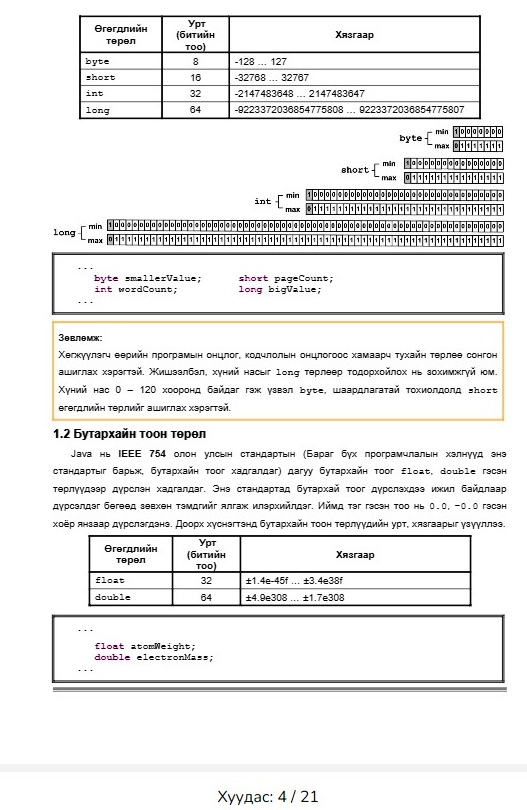 Өгөгдлийн төрөл Урт (битийн тоо) Хязгаар
byte 8 -128 … 127
short 16 -32768 … 32767
int 32 -2147483648 … 2147483647
long 64 -9223372036854775808 … 9223372036854775807
byte min 10000000
max 01111111
short min 1000000000000000
max 0111111111111111
int min 10000000000000000000000000000000
max 01111111111111111111111111111111
long min 1000000000000000000000000000000000000000000000000000000000000000
max 0111111111111111111111111111111111111111111111111111111111111111
...
byte smallerValue; short pageCount;
int wordCount; long bigValue;
...
Зөвлөмж:
Хөгжүүлэгч өөрийн програмын онцлог, кодчлолын онцлогоос хамаарч тухайн төрлөө сонгон
ашиглах хэрэгтэй. Жишээлбэл, хүний насыг long төрлөөр тодорхойлох нь зохимжгүй юм.
Хүний нас 0 – 120 хооронд байдаг гэж үзвэл byte, шаардлагатай тохиолдолд short
өгөгдлийн төрлийг ашиглах хэрэгтэй.
1.2 Бутархайн тоон төрөл
Java нь IEEE 754 олон улсын стандартын (Бараг бүх програмчлалын хэлнүүд энэ
стандартыг барьж, бутархайн тоог хадгалдаг) дагуу бутархайн тоог float, double гэсэн
төрлүүдээр дүрслэн хадгалдаг. Энэ стандартад бутархай тоог дүрслэхдээ ижил байдлаар
дүрсэлдэг бөгөөд зөвхөн тэмдгийг ялгаж илэрхийлдэг. Иймд тэг гэсэн тоо нь 0.0, -0.0 гэсэн
хоёр янзаар дүрслэгдэнэ. Доорх хүснэгтэнд бутархайн тоон төрлүүдийн урт, хязгаарыг үзүүллээ.
Өгөгдлийн төрөл Урт (битийн тоо) Хязгаар
float 32 ±1.4e-45f … ±3.4e38f
double 64 ±4.9e308 … ±1.7e308
...
float atomWeight;
double electronMass;
...
Хуудас: 4 / 21